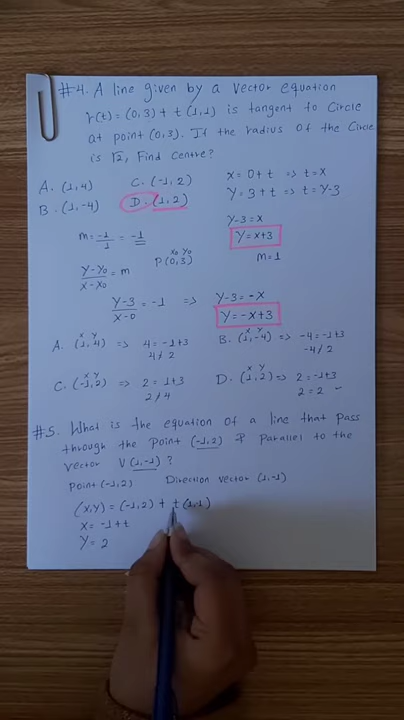 #4. A line given by a vector equation
r(t) = (0,3) + t(1,1) is tangent to Circle
at point (0,3). If the radius of the Circle
is √2, Find Centre?
A. (1,4) C. (-1,2)
B. (1,-4) D. (1,2)
x = 0+t => t=x
Y = 3+t => t=Y-3
Y-3=x
Y=x+3
m=1
m = -1/1 = -1
P(0,3)
x0 y0
Y-Y0/x-x0 = m
Y-3/x-0 = -1 => Y-3=-x
Y=-x+3
A. (1,4) => 4=-1+3
x y
4≠2
B. (1,-4) => -4=-1+3
x y
-4≠2
C. (-1,2) => 2=1+3
x y
2≠4
D. (1,2) => 2=-1+3
x y
2=2 ✓
#5. What is the equation of a line that pass
through the point (-1,2) & parallel to the
vector V(1,-1)?
Point(-1,2) Direction vector (1,-1)
(x,y) = (-1,2) + t(1,-1)
x = -1+t
Y = 2